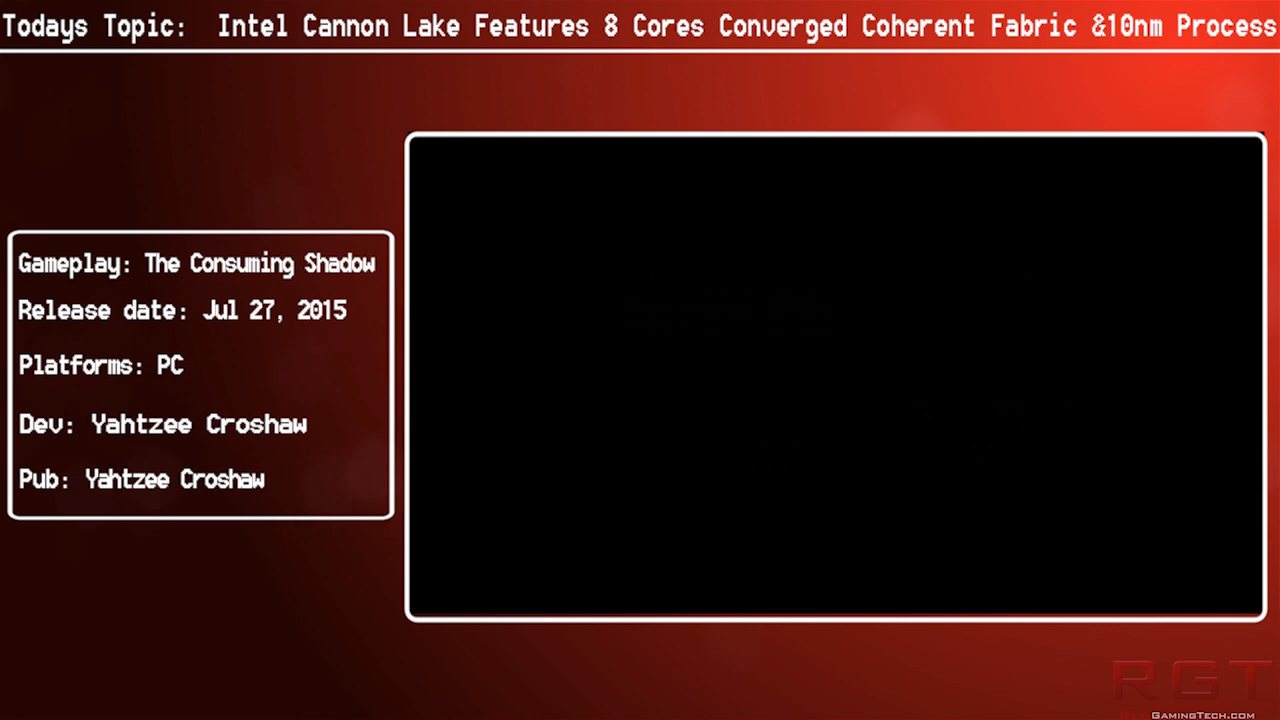 Todays Topic: Intel Cannon Lake Features 8 Cores Converged Coherent Fabric &10nm Process
Gameplay: The Consuming Shadow
Release date: Jul 27, 2015
Platforms: PC
Dev: Yahtzee Croshaw
Pub: Yahtzee Croshaw
RGT
RedGamingTech.com